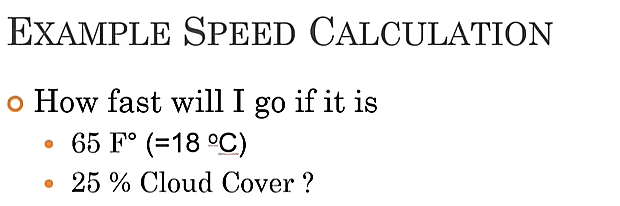 EXAMPLE SPEED CALCULATION
How fast will I go if it is
65 F° (=18 ºC)
25 % Cloud Cover ?